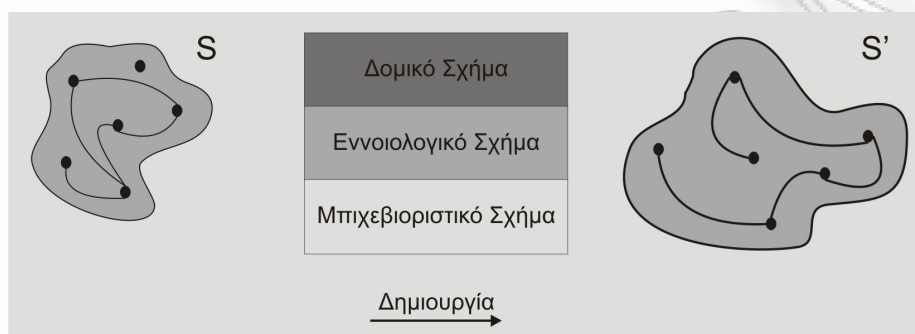 S
Δομικό Σχήμα
Εννοιολογικό Σχήμα
Μπιχεβιοριστικό Σχήμα
S’
Δημιουργία